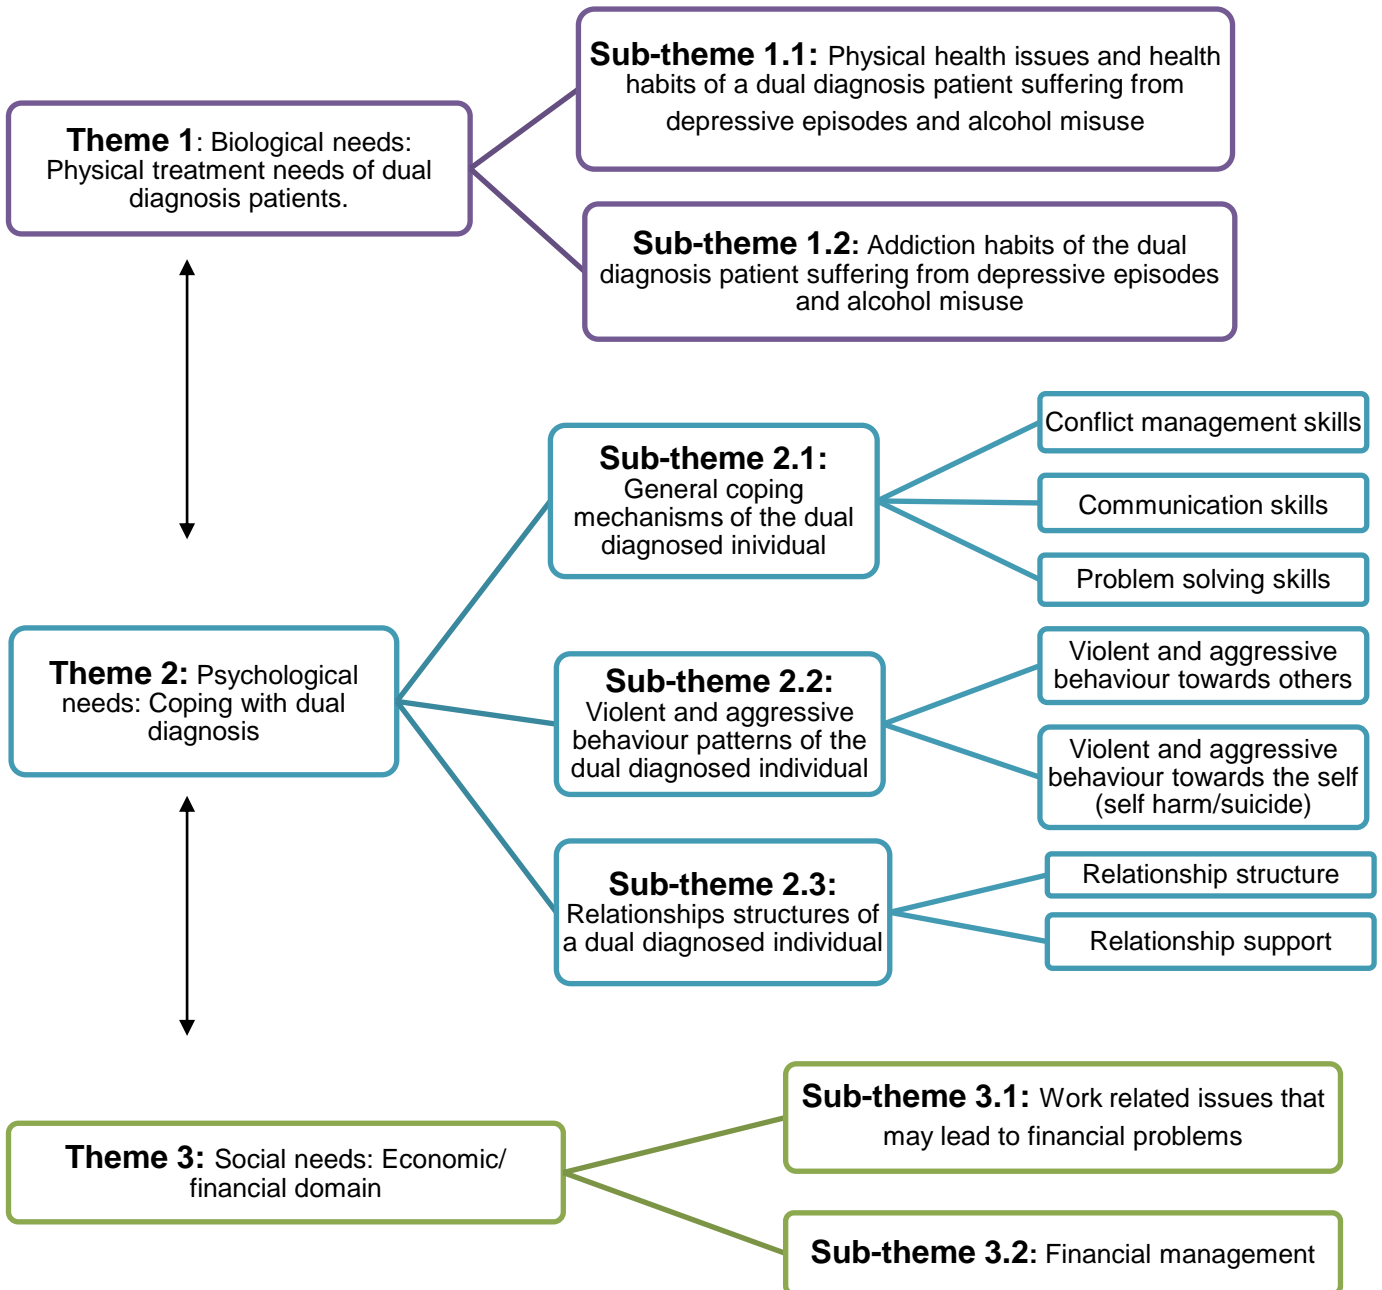 Sub-theme 1.1: Physical health issues and health
habits of a dual diagnosis patient suffering from
depressive episodes and alcohol misuse
Theme 1: Biological needs:
Physical treatment needs of dual
diagnosis patients.
Sub-theme 1.2: Addiction habits of the dual
diagnosis patient suffering from depressive episodes
and alcohol misuse
Theme 2: Psychological
needs: Coping with dual
diagnosis
Sub-theme 2.1:
General coping
mechanisms of the dual
diagnosed inividual
Conflict management skills
Communication skills
Problem solving skills
Sub-theme 2.2:
Violent and aggressive
behaviour patterns of the
dual diagnosed individual
Violent and aggressive
behaviour towards others
Violent and aggressive
behaviour towards the self
(self harm/suicide)
Sub-theme 2.3:
Relationships structures of
a dual diagnosed individual
Relationship structure
Relationship support
Theme 3: Social needs: Economic/
financial domain
Sub-theme 3.1: Work related issues that
may lead to financial problems
Sub-theme 3.2: Financial management